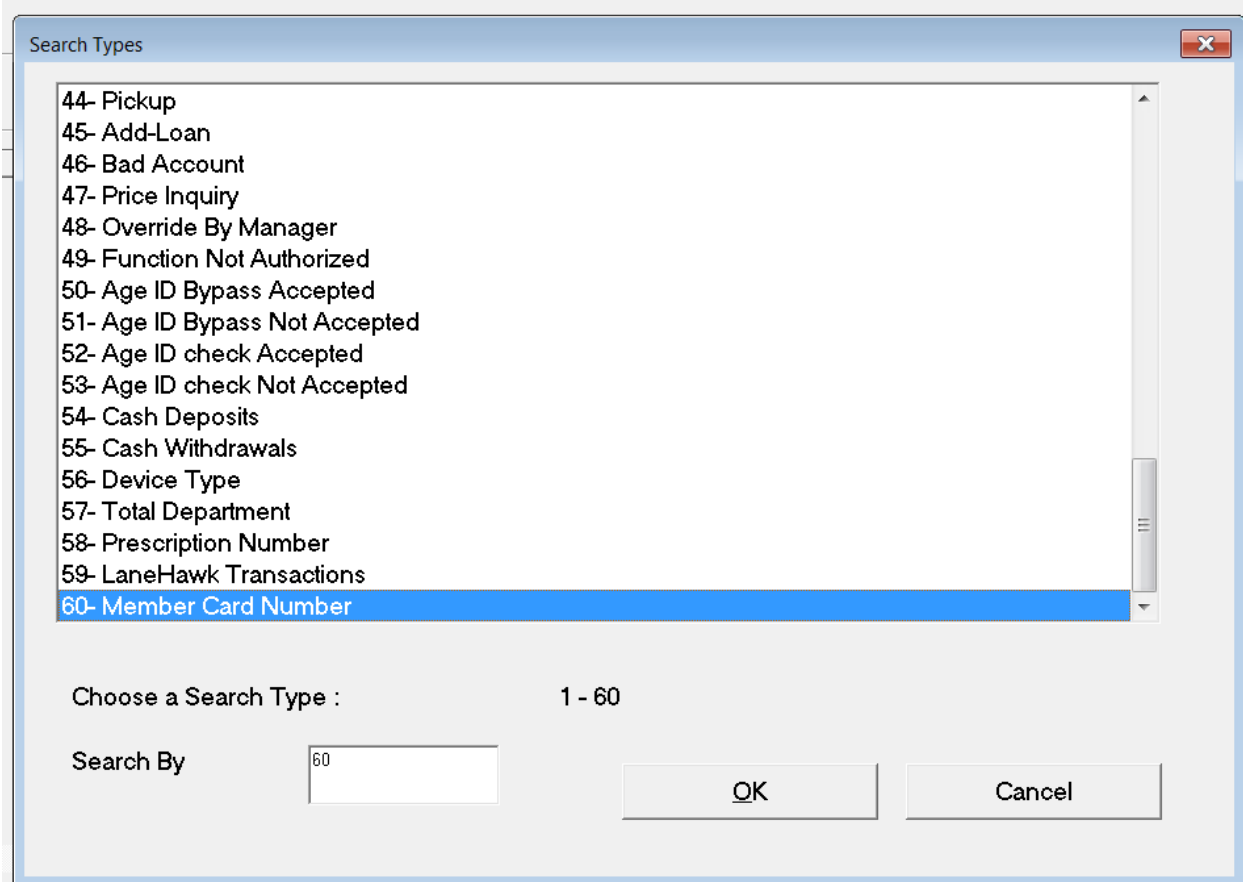 Search Types
44- Pickup
45- Add-Loan
46- Bad Account
47- Price Inquiry
48- Override By Manager
49- Function Not Authorized
50- Age ID Bypass Accepted
51- Age ID Bypass Not Accepted
52- Age ID check Accepted
53- Age ID check Not Accepted
54- Cash Deposits
55- Cash Withdrawals
56- Device Type
57- Total Department
58- Prescription Number
59- LaneHawk Transactions
60- Member Card Number
Choose a Search Type : 1 - 60
Search By 60
OK Cancel